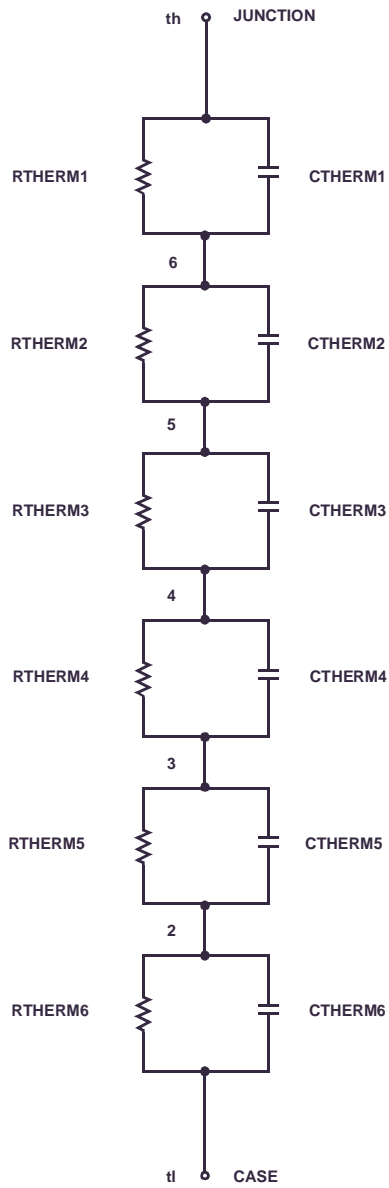 th JUNCTION
RTHERM1 CTHERM1
6
RTHERM2 CTHERM2
5
RTHERM3 CTHERM3
4
RTHERM4 CTHERM4
3
RTHERM5 CTHERM5
2
RTHERM6 CTHERM6
tl CASE